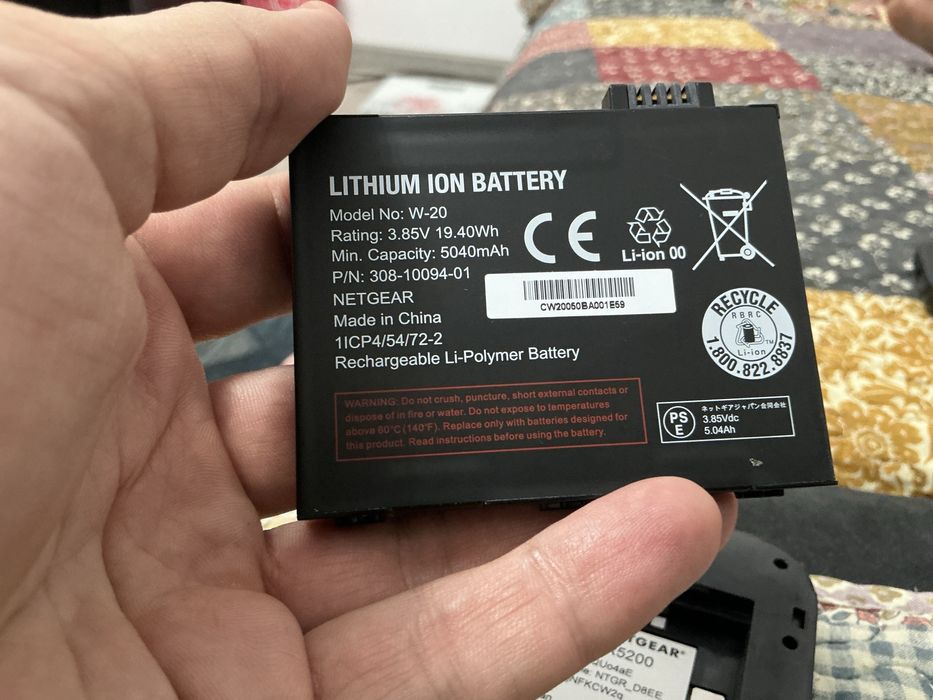 LITHIUM ION BATTERY
Model No: W-20
Rating: 3.85V 19.40Wh
Min. Capacity: 5040mAh
P/N: 308-10094-01
NETGEAR
Made in China
1ICP4/54/72-2
Rechargeable Li-Polymer Battery
CE
Li-ion 00
CW20050BA001E59
RECYCLE
RBRC
TM
Li-ion
1.800.822.8837
WARNING: Do not crush, puncture, short external contacts or
dispose of in fire or water. Do not expose to temperatures
above 60°C (140°F). Replace only with batteries designed for
this product. Read instructions before using the battery.
PS
E
ネットギアジャパン合同会社
3.85Vdc
5.04Ah
TGEAR®
5200
NTGR_D8EE
NFKCW2q